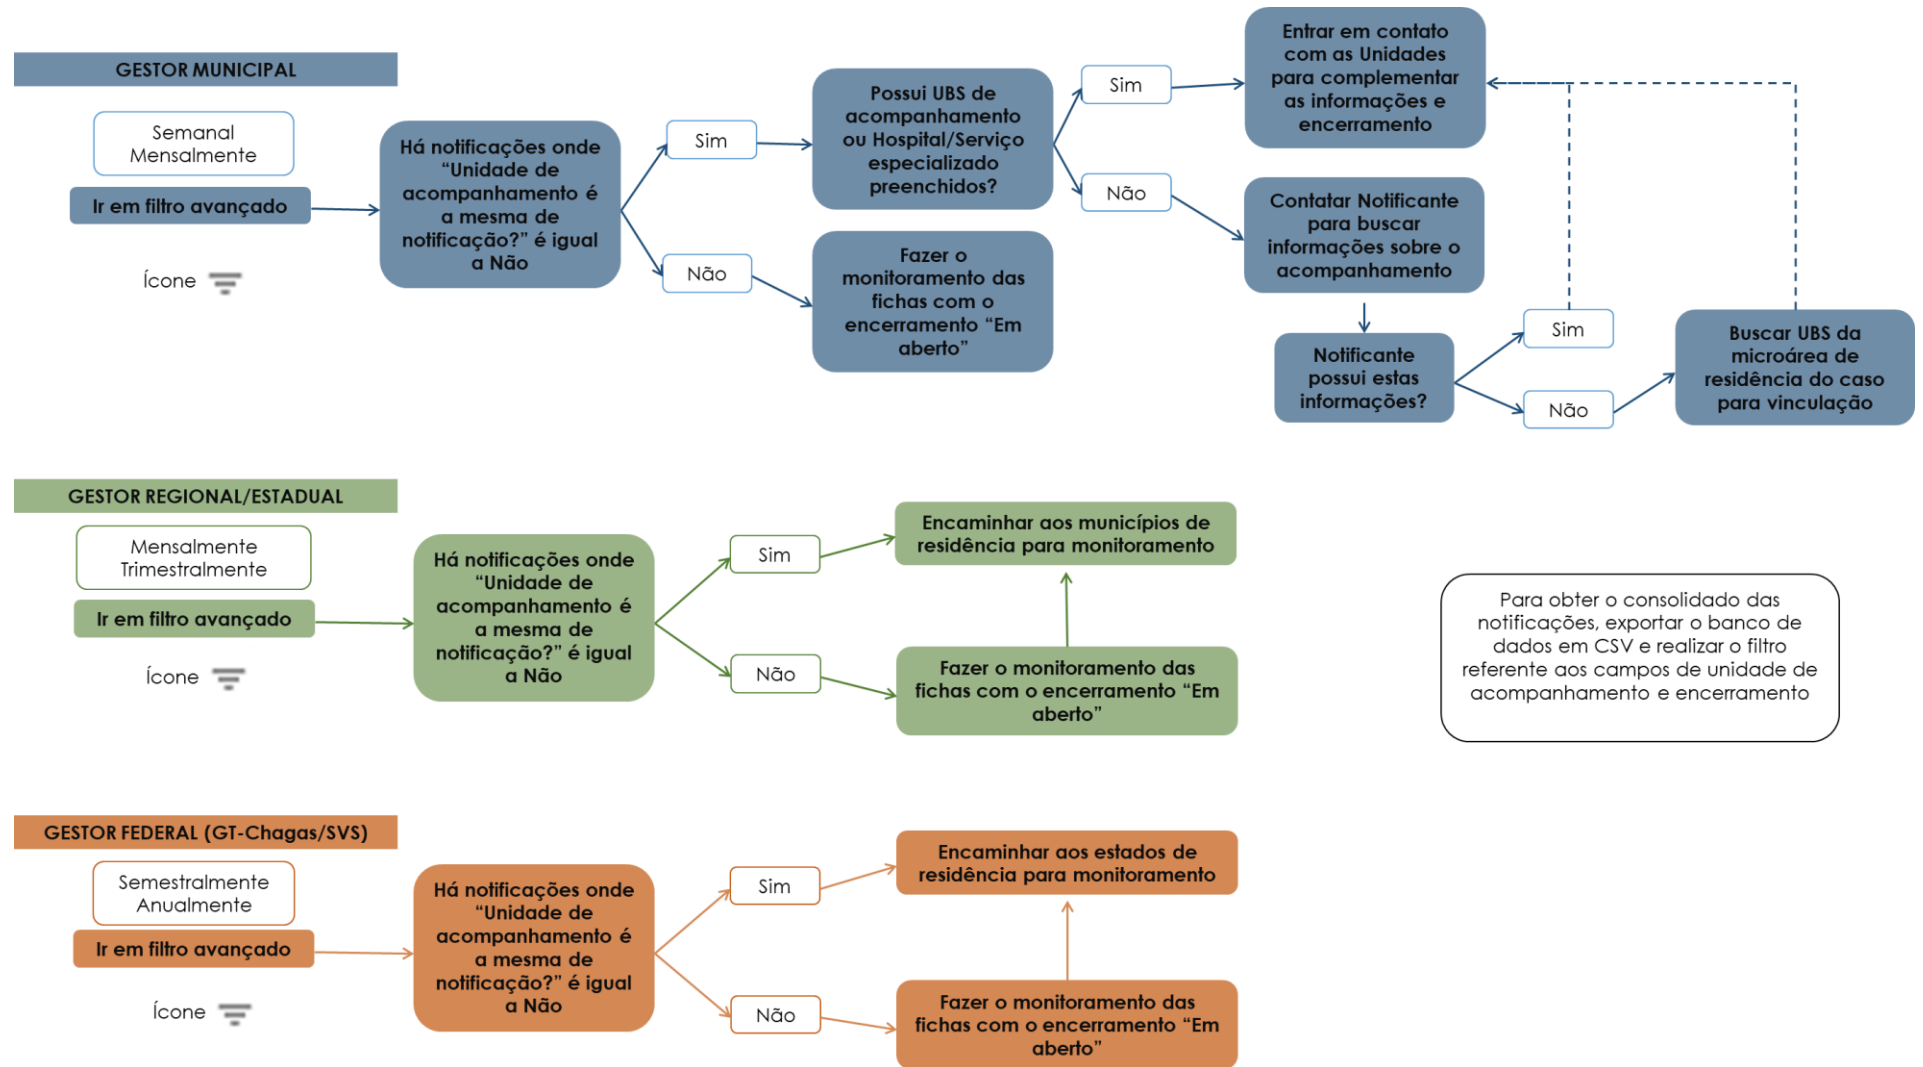 GESTOR MUNICIPAL
Semanal
Mensalmente
Ir em filtro avançado
Ícone
Há notificações onde
“Unidade de
acompanhamento é
a mesma de
notificação?” é igual
a Não
Sim
Não
Possui UBS de
acompanhamento
ou Hospital/Serviço
especializado
preenchidos?
Fazer o
monitoramento das
fichas com o
encerramento “Em
aberto”
Sim
Não
Entrar em contato
com as Unidades
para complementar
as informações e
encerramento
Contatar Notificante
para buscar
informações sobre o
acompanhamento
Notificante
possui estas
informações?
Sim
Não
Buscar UBS da
microárea de
residência do caso
para vinculação
GESTOR REGIONAL/ESTADUAL
Mensalmente
Trimestralmente
Ir em filtro avançado
Ícone
Há notificações onde
“Unidade de
acompanhamento é
a mesma de
notificação?” é igual
a Não
Sim
Não
Encaminhar aos municípios de
residência para monitoramento
Fazer o monitoramento das
fichas com o encerramento “Em
aberto”
Para obter o consolidado das
notificações, exportar o banco de
dados em CSV e realizar o filtro
referente aos campos de unidade de
acompanhamento e encerramento
GESTOR FEDERAL (GT-Chagas/SVS)
Semestralmente
Anualmente
Ir em filtro avançado
Ícone
Há notificações onde
“Unidade de
acompanhamento é
a mesma de
notificação?” é igual
a Não
Sim
Não
Encaminhar aos estados de
residência para monitoramento
Fazer o monitoramento das
fichas com o encerramento “Em
aberto”